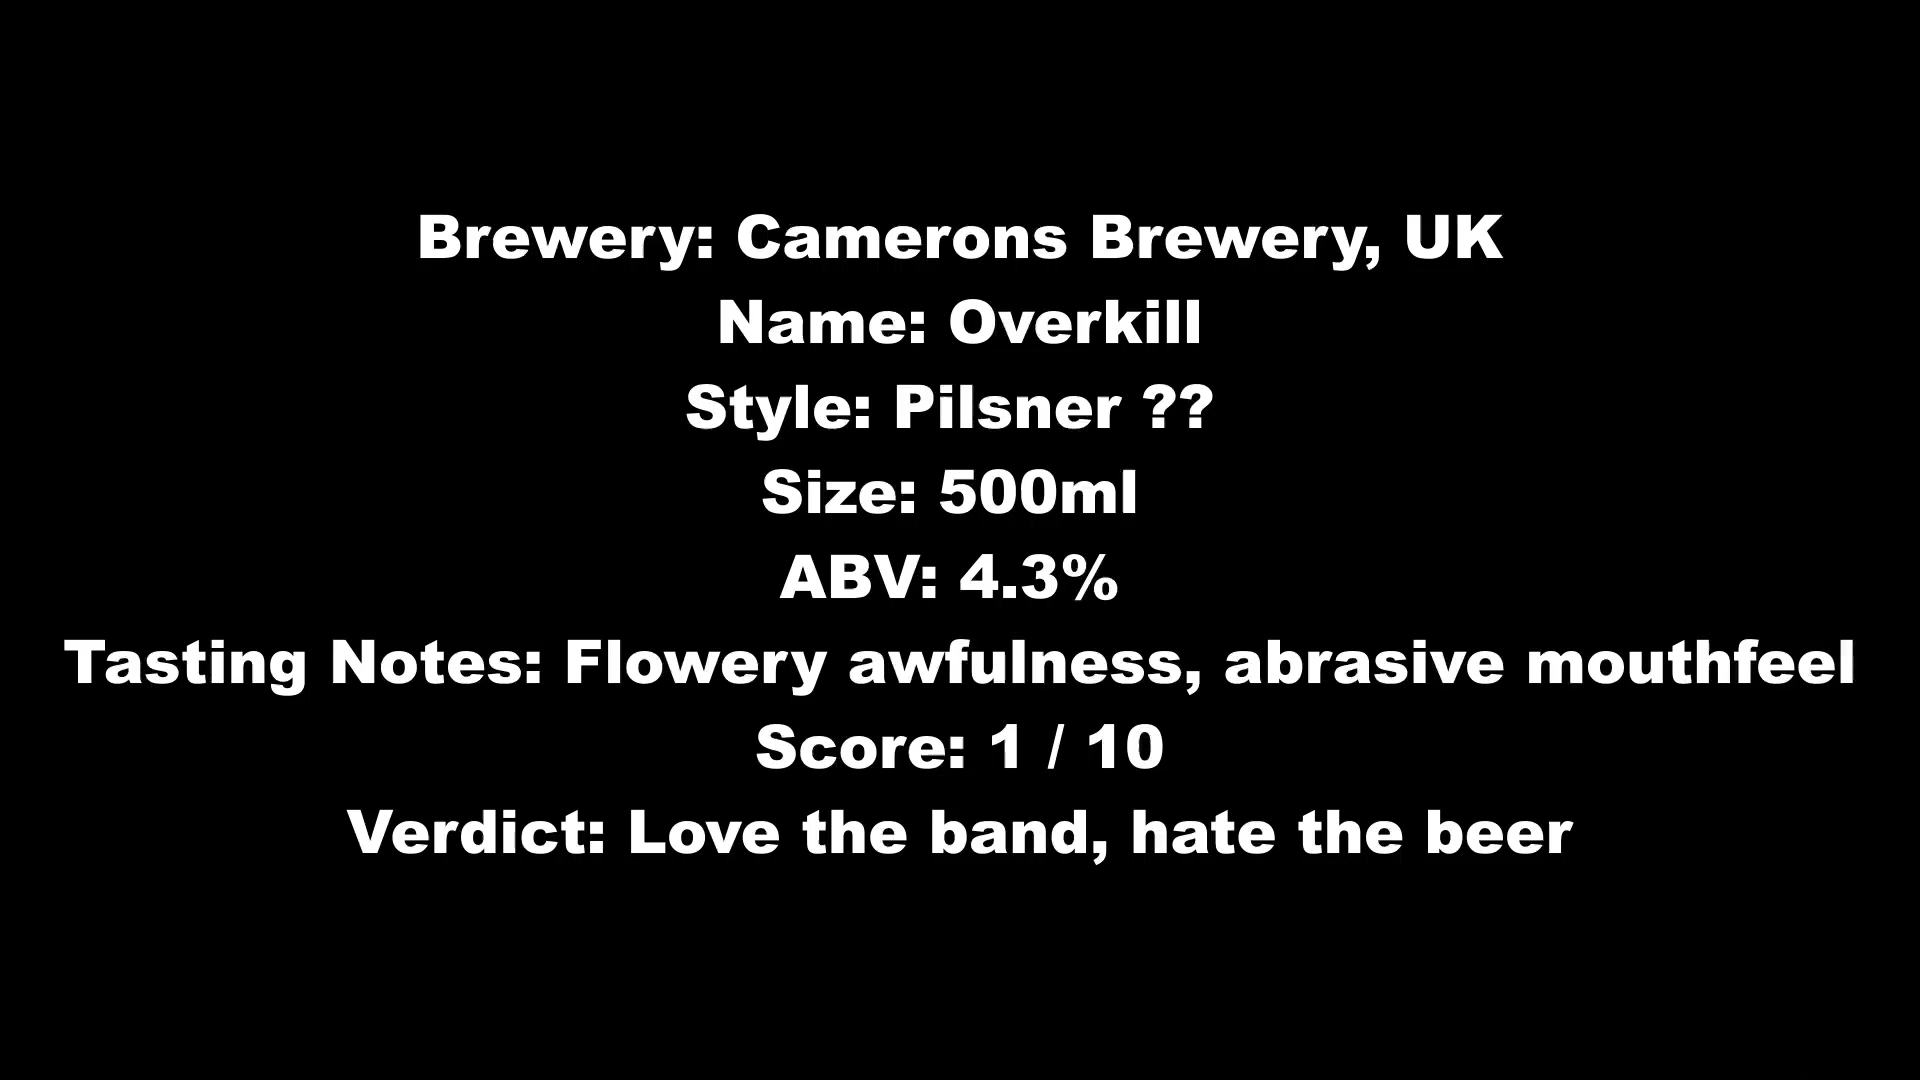 Brewery: Camerons Brewery, UK
Name: Overkill
Style: Pilsner ??
Size: 500ml
ABV: 4.3%
Tasting Notes: Flowery awfulness, abrasive mouthfeel
Score: 1 / 10
Verdict: Love the band, hate the beer